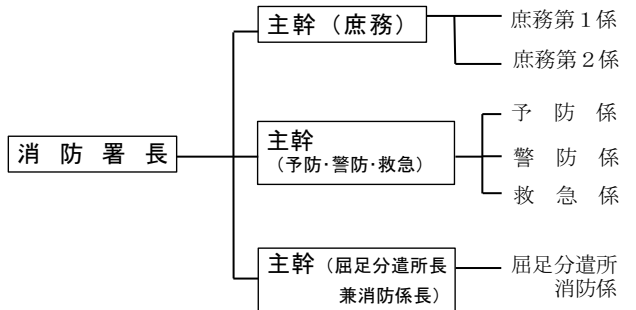 主幹（庶務）
庶務第１係
庶務第２係
消防署長
主幹
（予防・警防・救急）
予防係
警防係
救急係
主幹（屈足分遣所長
兼消防係長）
屈足分遣所
消防係